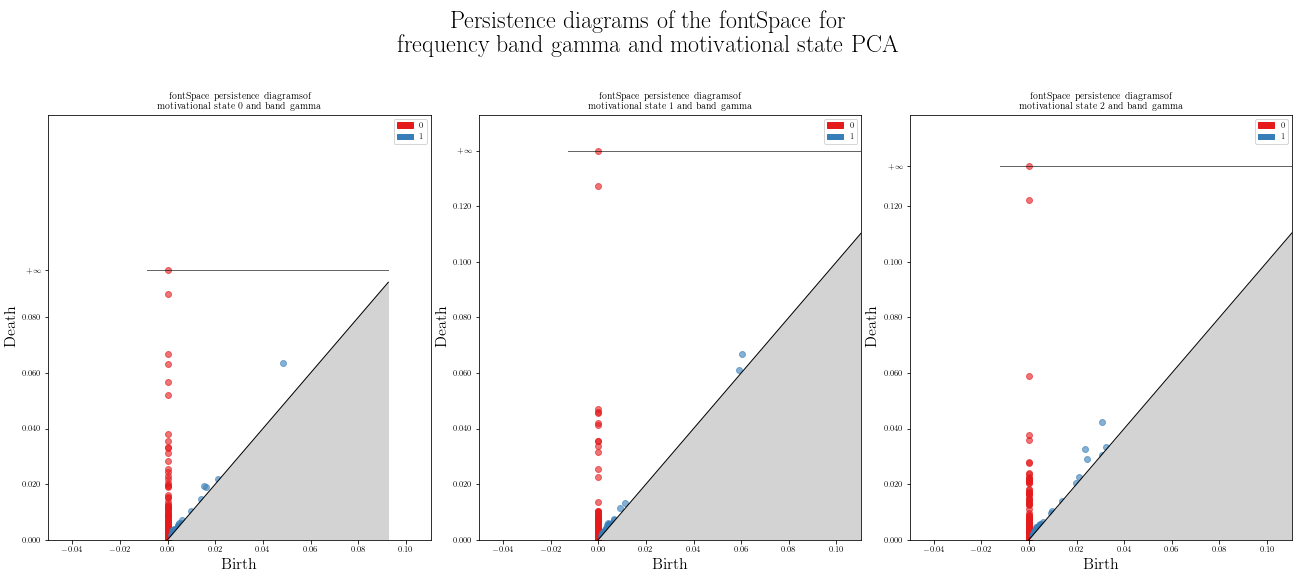 Persistence diagrams of the fontSpace for
frequency band gamma and motivational state PCA
fontSpace persistence diagramsof
motivational state 0 and band gamma
0
1
+∞
0.080
0.060
0.040
0.020
0.000
Death
−0.04 −0.02 0.00 0.02 0.04 0.06 0.08 0.10
Birth
fontSpace persistence diagramsof
motivational state 1 and band gamma
0
1
+∞
0.120
0.100
0.080
0.060
0.040
0.020
0.000
Death
−0.04 −0.02 0.00 0.02 0.04 0.06 0.08 0.10
Birth
fontSpace persistence diagramsof
motivational state 2 and band gamma
0
1
+∞
0.120
0.100
0.080
0.060
0.040
0.020
0.000
Death
−0.04 −0.02 0.00 0.02 0.04 0.06 0.08 0.10
Birth